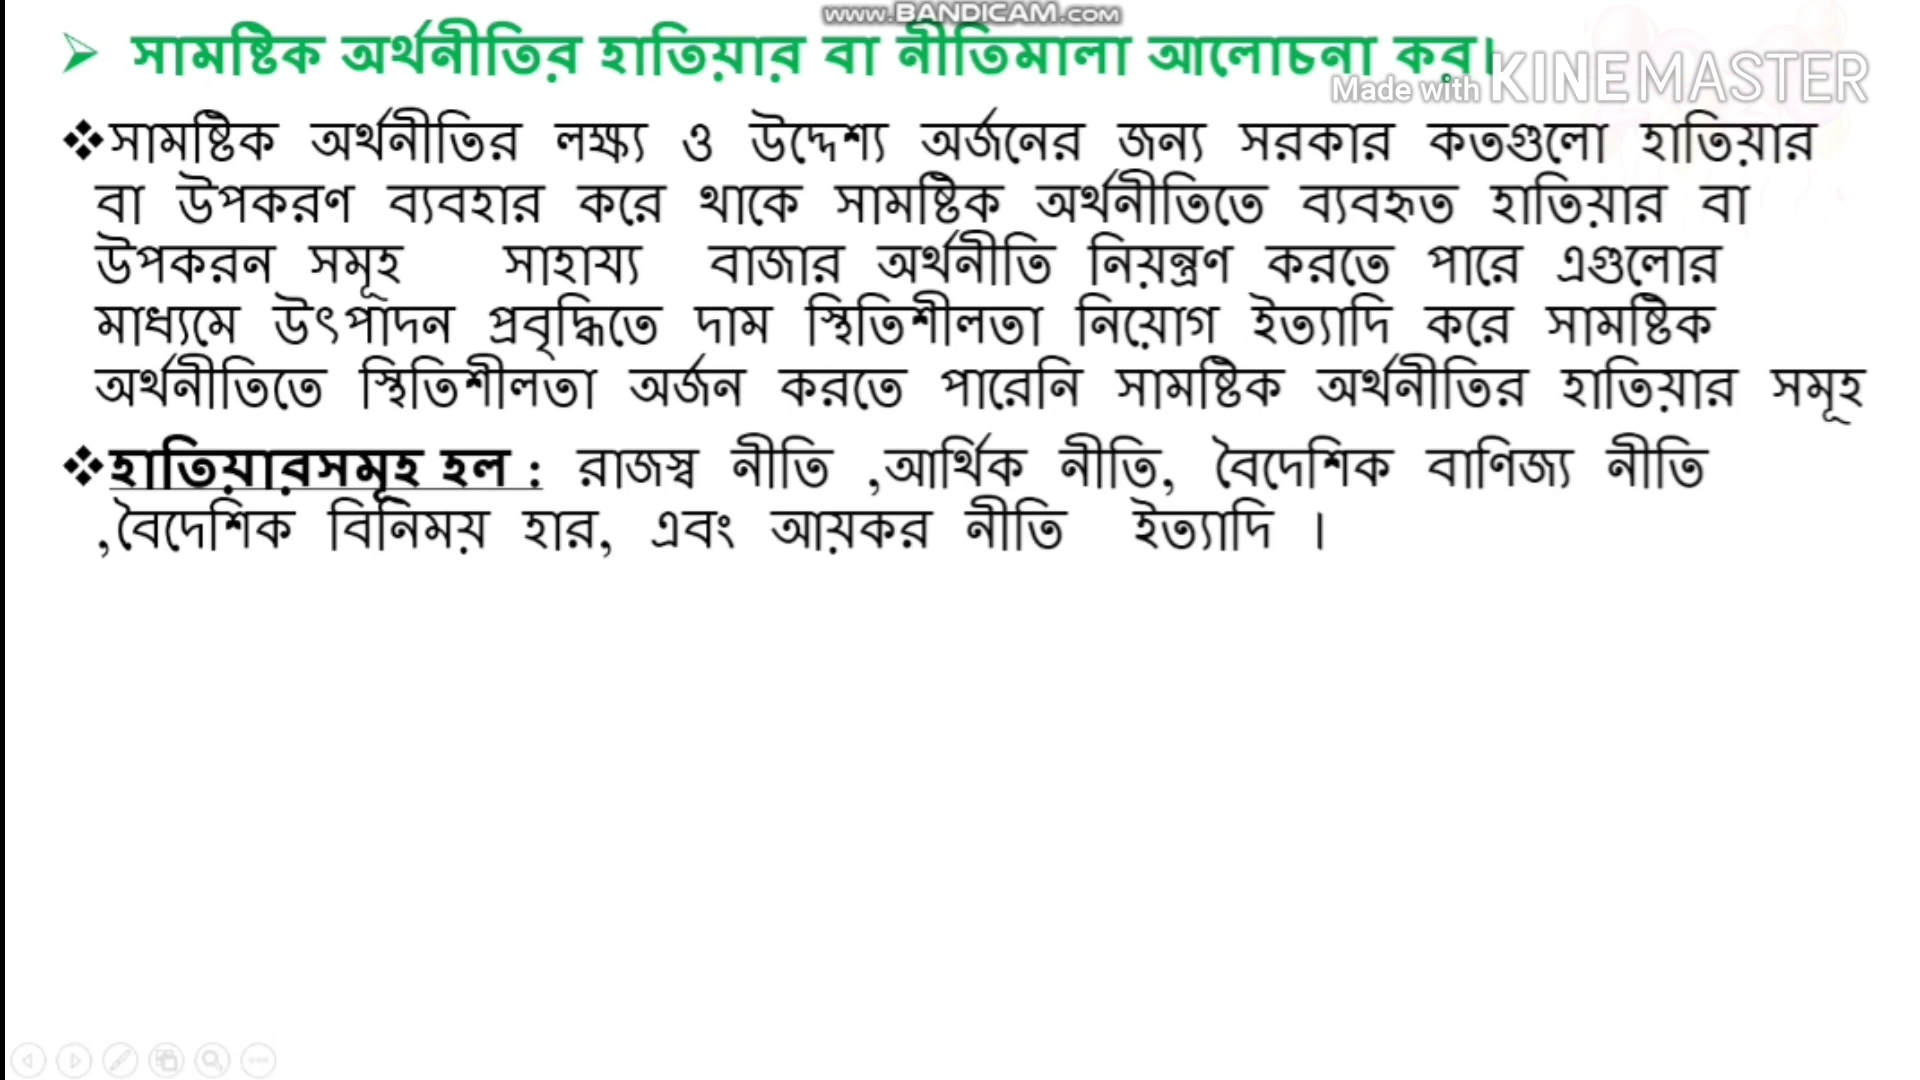 www.BANDICAM.com
সামষ্টিক অর্থনীতির হাতিয়ার বা নীতিমালা আলোচনা কর।
Made with KINEMASTER
সামষ্টিক অর্থনীতির লক্ষ্য ও উদ্দেশ্য অর্জনের জন্য সরকার কতগুলো হাতিয়ার
বা উপকরণ ব্যবহার করে থাকে সামষ্টিক অর্থনীতিতে ব্যবহৃত হাতিয়ার বা
উপকরন সমূহ সাহায্য বাজার অর্থনীতি নিয়ন্ত্রণ করতে পারে এগুলোর
মাধ্যমে উৎপাদন প্রবৃদ্ধিতে দাম স্থিতিশীলতা নিয়োগ ইত্যাদি করে সামষ্টিক
অর্থনীতিতে স্থিতিশীলতা অর্জন করতে পারেনি সামষ্টিক অর্থনীতির হাতিয়ার সমূহ
হাতিয়ারসমূহ হল : রাজস্ব নীতি ,আর্থিক নীতি, বৈদেশিক বাণিজ্য নীতি
,বৈদেশিক বিনিময় হার, এবং আয়কর নীতি ইত্যাদি ।